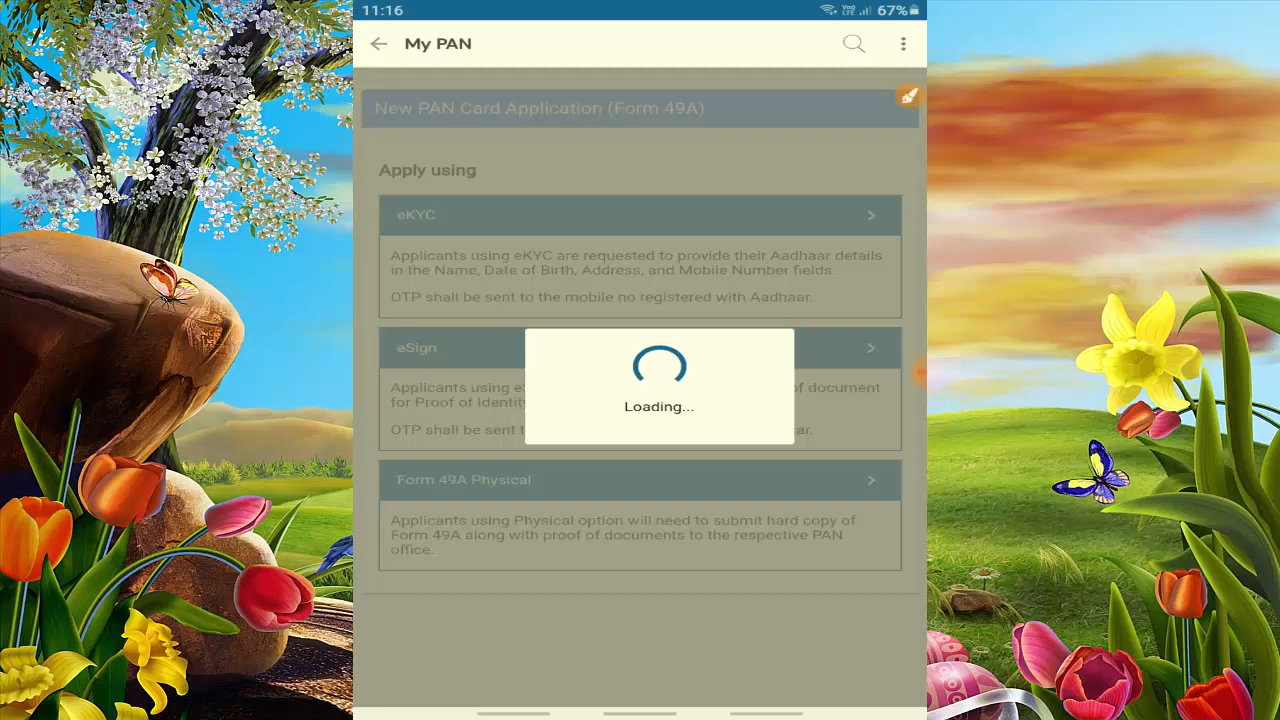 11:16
VoD LTE 67%
My PAN
New PAN Card Application (Form 49A)
Apply using
eKYC
Applicants using eKYC are requested to provide their Aadhaar details
in the Name, Date of Birth, Address, and Mobile Number fields.
OTP shall be sent to the mobile no registered with Aadhaar.
eSign
Applicants using e of document
for Proof of Identit
OTP shall be sent t ar.
Loading...
Form 49A Physical
Applicants using Physical option will need to submit hard copy of
Form 49A along with proof of documents to the respective PAN
office.